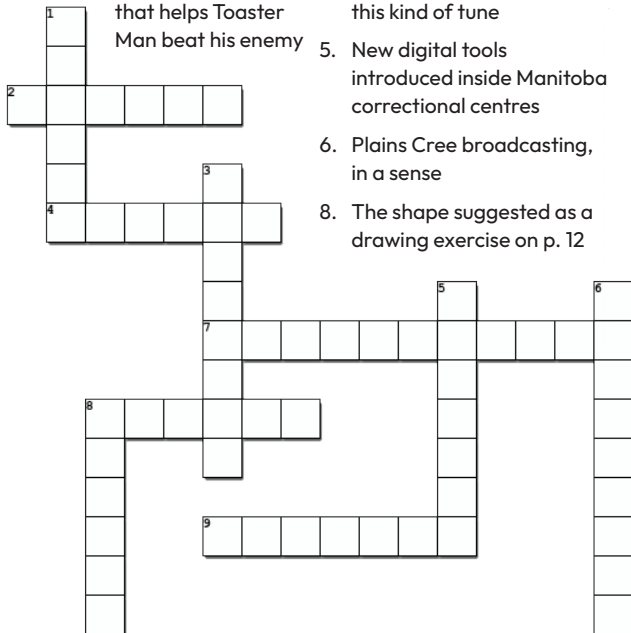 that helps Toaster
Man beat his enemy
this kind of tune
5. New digital tools
introduced inside Manitoba
correctional centres
6. Plains Cree broadcasting,
in a sense
8. The shape suggested as a
drawing exercise on p. 12
1
2
3
4
5
6
7
8
9